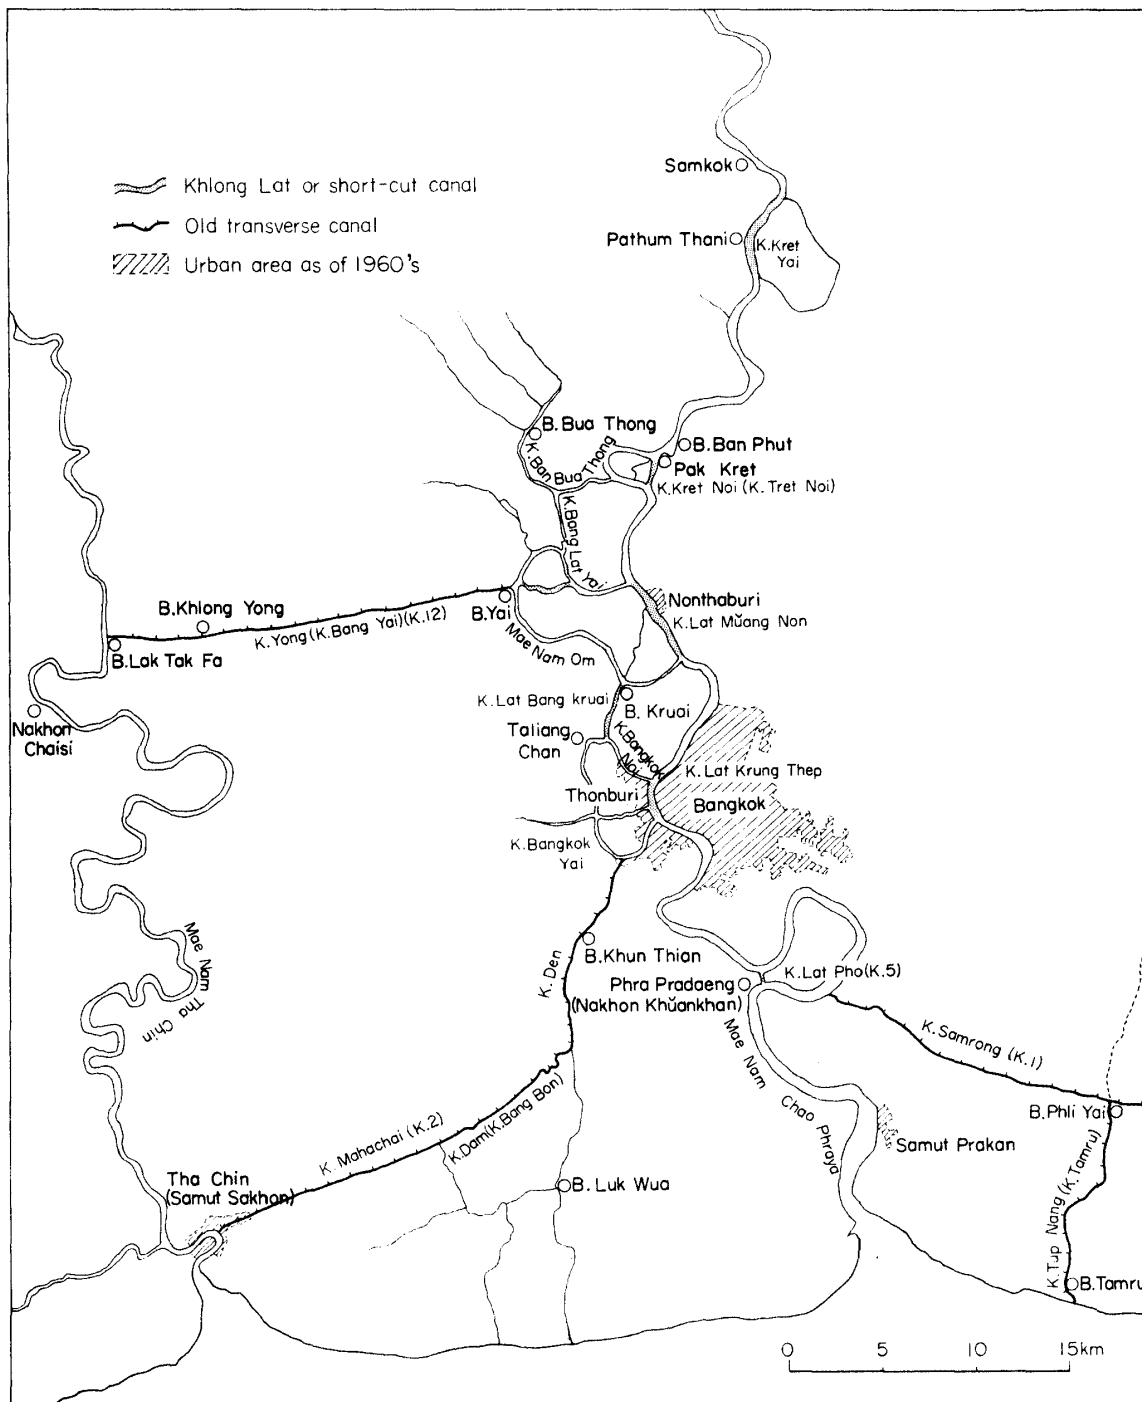 Samkok
Khlong Lat or short-cut canal
Old transverse canal
Urban area as of 1960's
Pathum Thani
K.Kret
Yai
B. Bua Thong
K.Ban Bua Thong
B.Ban Phut
Pak Kret
K.Kret Noi (K. Tret Noi)
K.Bang Lat Yai
B.Khlong Yong
K.Yong(K.Bang Yai)(K.12)
B.Yai
Nonthaburi
K.Lat Mŭang Non
B.Lak Tak Fa
Mae Nam Om
K.Lat Bang kruai
B. Kruai
Nakhon
Chaisi
Taliang
Chan
K.Bangkok
Noi
K.Lat Krung Thep
Thonburi
Bangkok
K.Bangkok
Yai
Mae Nam Tha Chin
K. Den
B.Khun Thian
K.Lat Pho(K.5)
Phra Pradaeng
(Nakhon Khŭankhan)
K.Samrong (K.1)
Mae Nam Chao Phraya
B.Phli Yai
K. Mahachai (K.2)
K.Dam(K.Bang Bon)
Samut Prakan
Tha Chin
(Samut Sakhon)
B. Luk Wua
K.Tup Nang (K.Tamru)
B.Tamru
0 5 10 15km